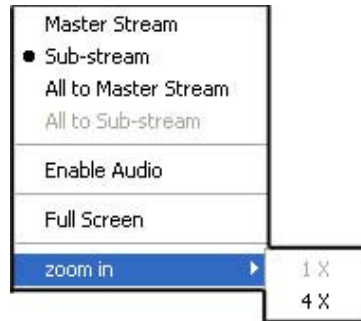 Master Stream
Sub-stream
All to Master Stream
All to Sub-stream
Enable Audio
Full Screen
zoom in
1 X
4 X